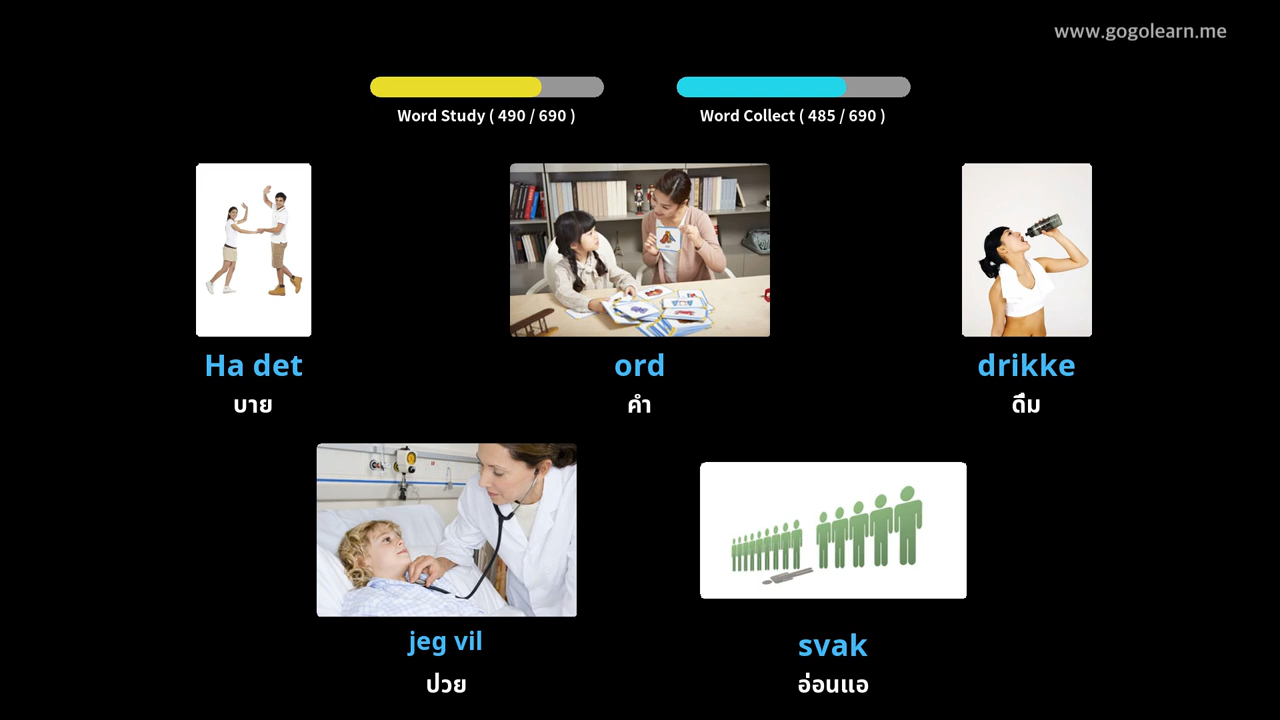 www.gogolearn.me
Word Study ( 490 / 690 )
Word Collect ( 485 / 690 )
Ha det
บาย
ord
คำ
drikke
ดื่ม
jeg vil
ป่วย
svak
อ่อนแอ